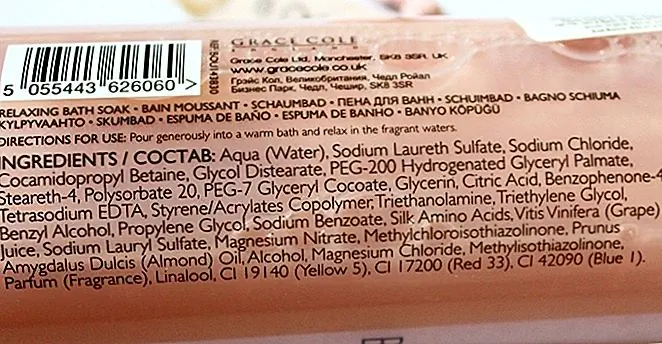 GRACE COLE
ENGLAND
Grace Cole Ltd, Manchester, SK8 3SR. UK
www.gracecole.co.uk
Грэйс Кол, Великобритания, Чедл Ройал
Бизнес Парк, Чедл, Чешир, SK8 3SR
5 055443 626060 >
RELAXING BATH SOAK • BAIN MOUSSANT • SCHAUMBAD • ПЕНА ДЛЯ ВАНН • SCHUIMBAD • BAGNO SCHIUMA
KYLPYVAAHTO • SKUMBAD • ESPUMA DE BAÑO • ESPUMA DE BANHO • BANYO KÖPÜĞÜ
DIRECTIONS FOR USE: Pour generously into a warm bath and relax in the fragrant waters.
INGREDIENTS / СОСТАВ: Aqua (Water), Sodium Laureth Sulfate, Sodium Chloride,
Cocamidopropyl Betaine, Glycol Distearate, PEG-200 Hydrogenated Glyceryl Palmate,
Steareth-4, Polysorbate 20, PEG-7 Glyceryl Cocoate, Glycerin, Citric Acid, Benzophenone-4
Tetrasodium EDTA, Styrene/Acrylates Copolymer, Triethanolamine, Triethylene Glycol,
Benzyl Alcohol, Propylene Glycol, Sodium Benzoate, Silk Amino Acids, Vitis Vinifera (Grape)
Juice, Sodium Lauryl Sulfate, Magnesium Nitrate, Methylchloroisothiazolinone, Prunus
Amygdalus Dulcis (Almond) Oil, Alcohol, Magnesium Chloride, Methylisothiazolinone,
Parfum (Fragrance), Linalool, CI 19140 (Yellow 5), CI 17200 (Red 33), CI 42090 (Blue 1).